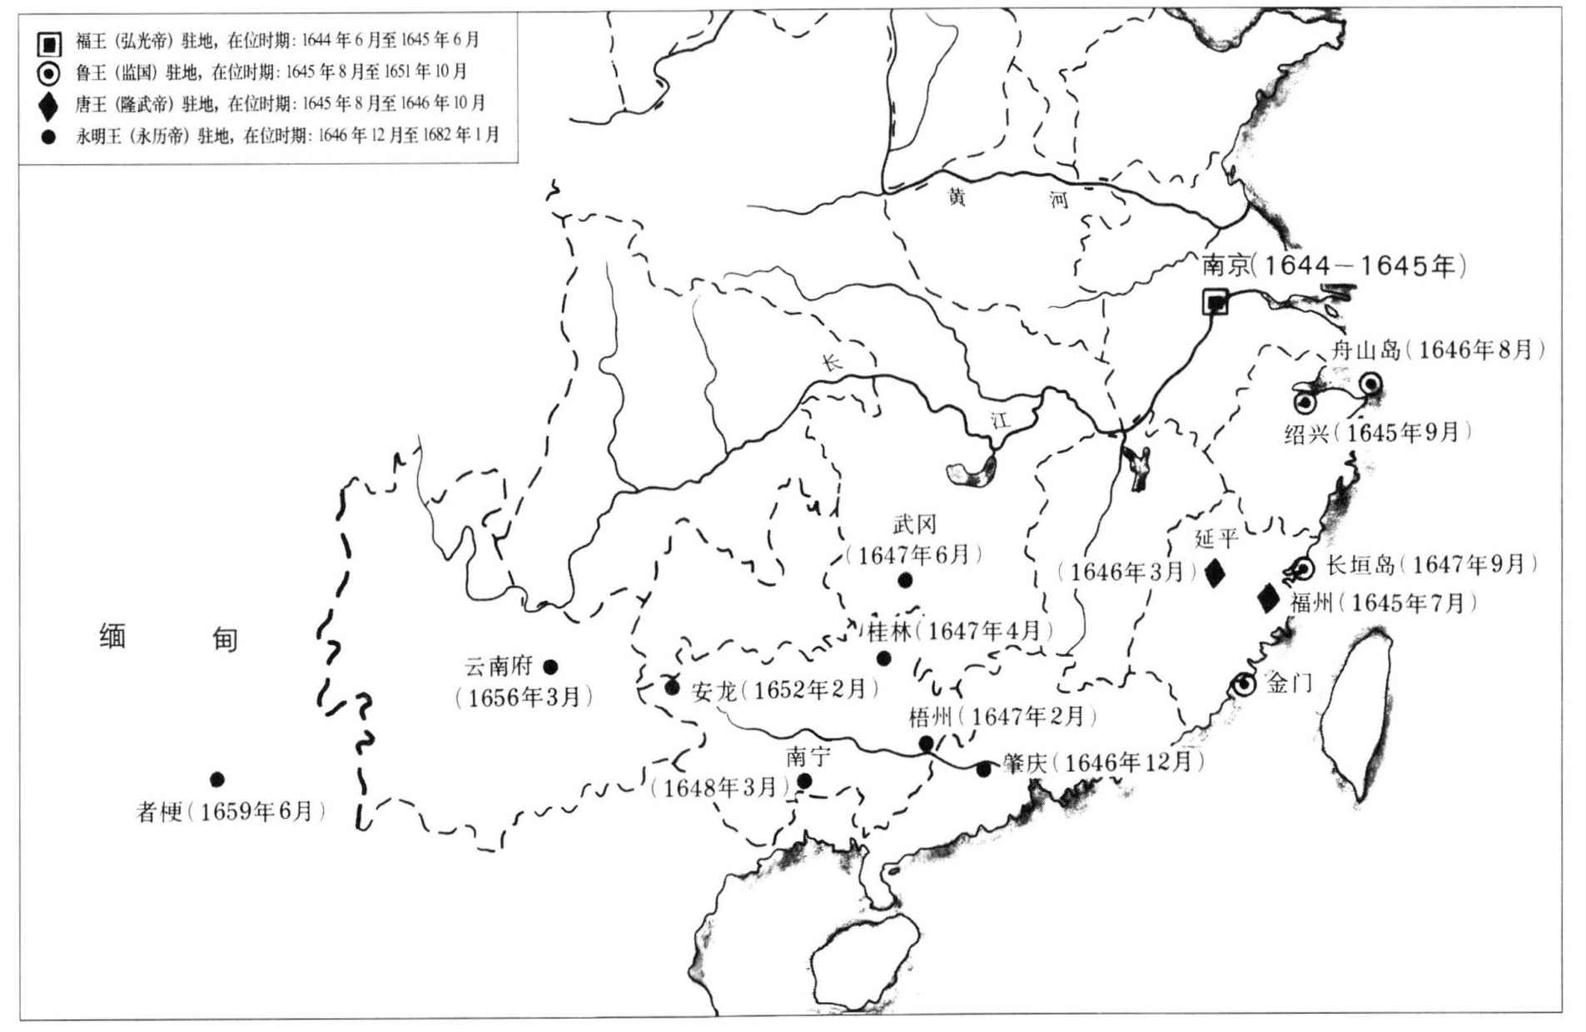 福王（弘光帝）驻地，在位时期：1644年6月至1645年6月
鲁王（监国）驻地，在位时期：1645年8月至1651年10月
唐王（隆武帝）驻地，在位时期：1645年8月至1646年10月
永明王（永历帝）驻地，在位时期：1646年12月至1682年1月
黄 河
南京（1644－1645年）
舟山岛（1646年8月）
长
江
绍兴（1645年9月）
武冈
（1647年6月）
延平
（1646年3月）
长垣岛（1647年9月）
福州（1645年7月）
缅 甸
桂林（1647年4月）
云南府
（1656年3月）
安龙（1652年2月）
金门
梧州（1647年2月）
南宁
（1648年3月）
肇庆（1646年12月）
者梗（1659年6月）